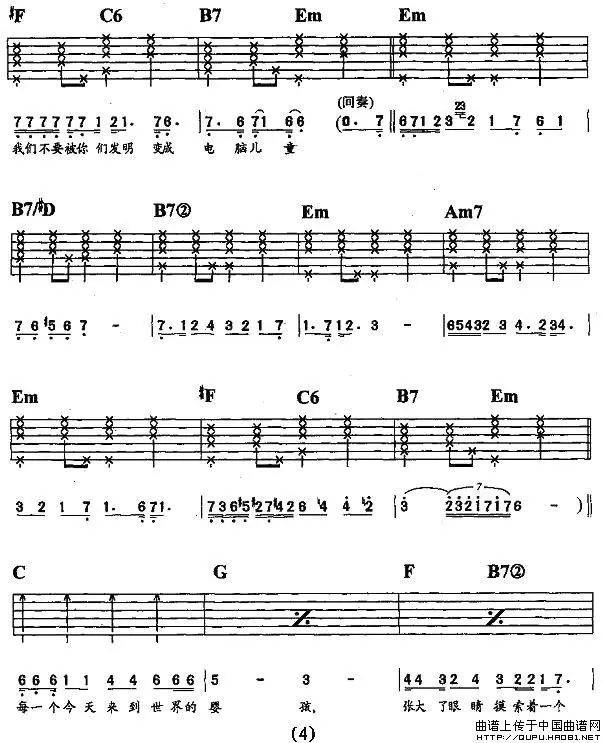 #F C6 B7 Em Em
(间奏)
7 7 7 7 7 7 1 2 1. 7 6. | 7. 6 7 1 6 6 (0. 7 || 6 7 1 2 3 23 2 1 7 6 1
我们不要被你们发明 变成 电脑儿童
B7/#D B7② Em Am7
7 6 #5 6 7 - | 7. 1 2 4 3 2 1 7 | 1. 7 1 2. 3 - | 6 5 4 3 2 3 4. 2 3 4.
Em #F C6 B7 Em
7
3 2 1 7 1. 6 7 1. | 7 3 6 #5 #2 7 #4 2 6 ♮4 4 ♮2 | 3 2 3 2 1 7 1 7 6 - ) ||
C G F B7②
6 6 6 1 1 4 4 6 6 6 | 5 - 3 - | 4 4 3 2 4 3 2 2 1 7.
每一个今天来到世界的婴 孩, 张大了眼睛摸索着一个
(4)
曲谱上传于中国曲谱网
http://QUPU.HAO81.NET